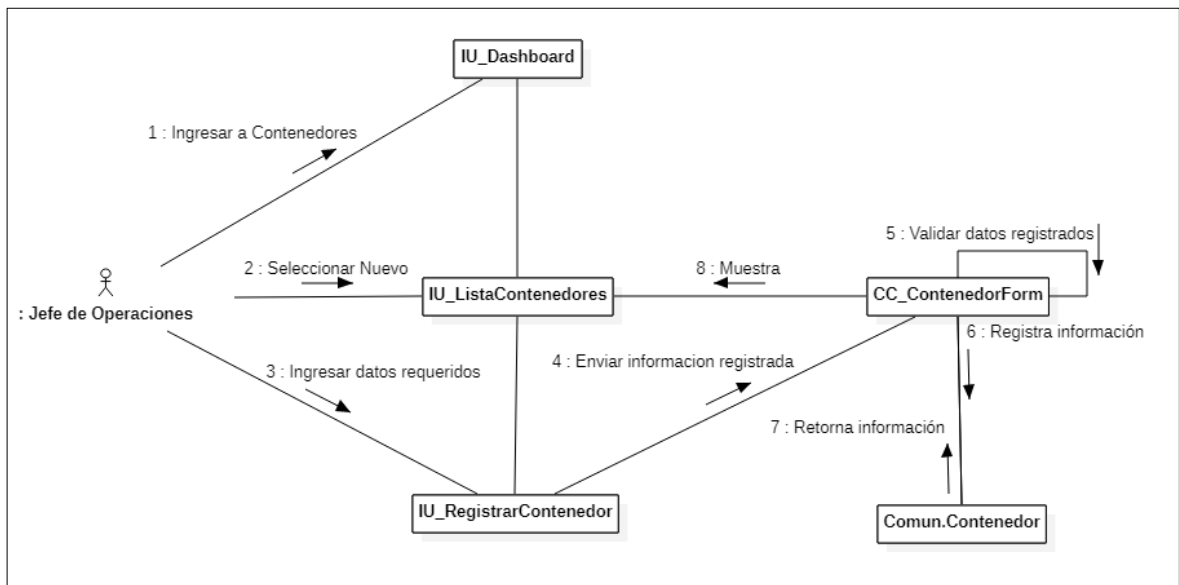 IU_Dashboard
1 : Ingresar a Contenedores
5 : Validar datos registrados
2 : Seleccionar Nuevo
8 : Muestra
: Jefe de Operaciones
IU_ListaContenedores
CC_ContenedorForm
6 : Registra información
3 : Ingresar datos requeridos
4 : Enviar informacion registrada
7 : Retorna información
IU_RegistrarContenedor
Comun.Contenedor